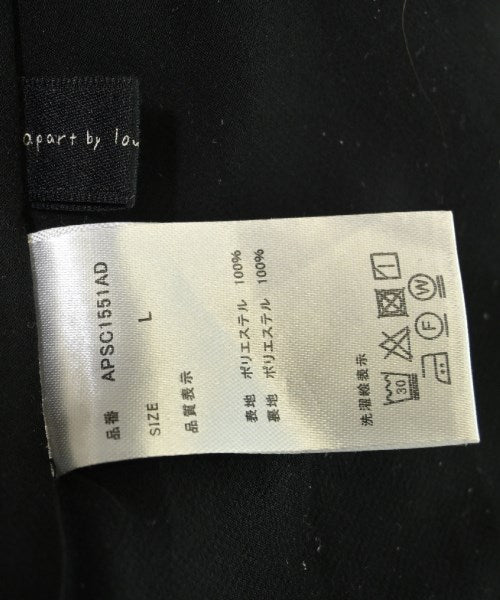 apart by lou
品番 APSC1551AD
SIZE L
品質表示
表地 ポリエステル 100%
裏地 ポリエステル 100%
洗濯絵表示
30
F W